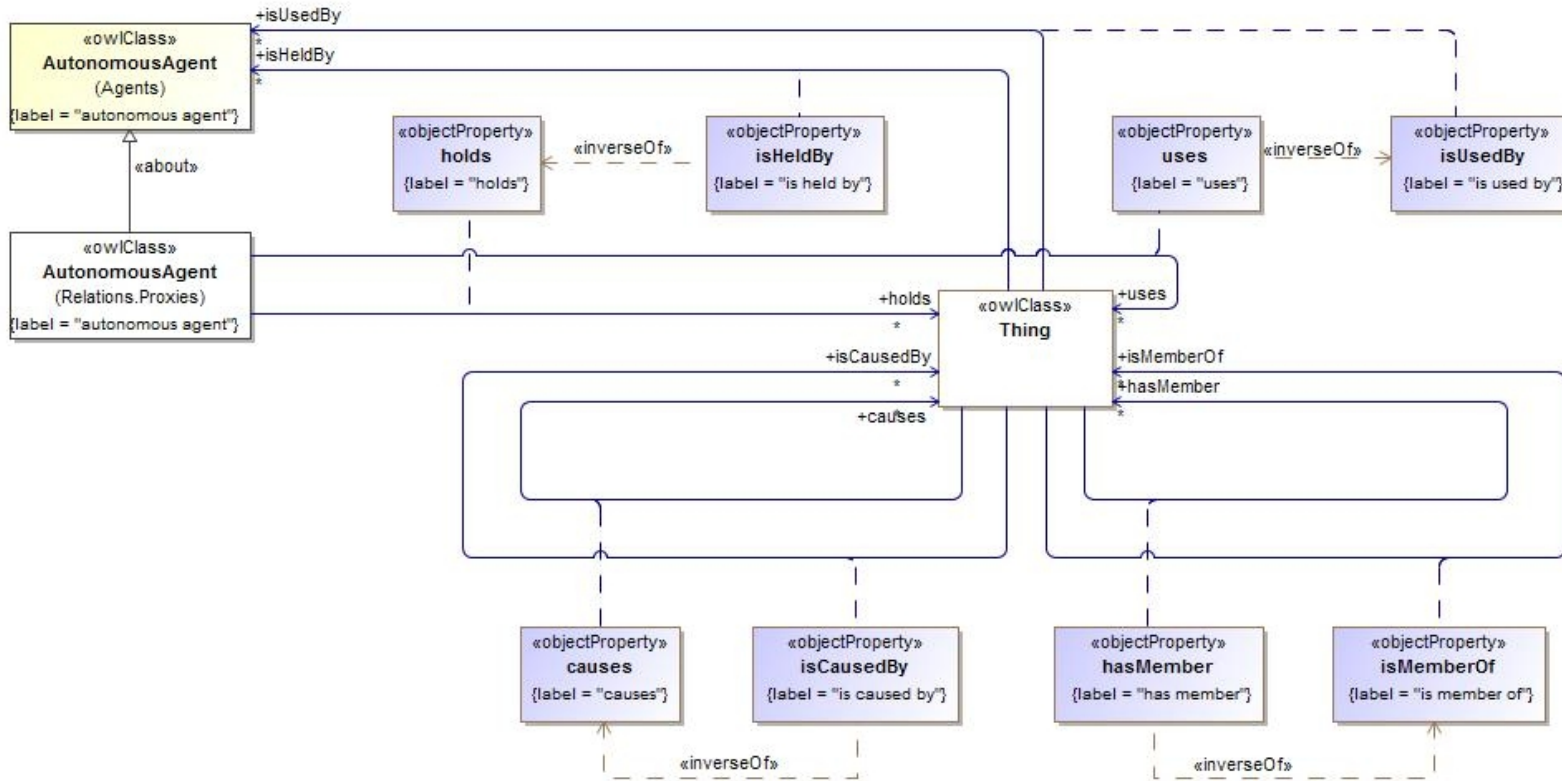 +isUsedBy
*
+isHeldBy
*
«owlClass»
AutonomousAgent
(Agents)
{label = "autonomous agent"}
«about»
«objectProperty»
holds
{label = "holds"}
«inverseOf»
«objectProperty»
isHeldBy
{label = "is held by"}
«objectProperty»
uses
{label = "uses"}
«inverseOf»
«objectProperty»
isUsedBy
{label = "is used by"}
«owlClass»
AutonomousAgent
(Relations.Proxies)
{label = "autonomous agent"}
+holds
*
«owlClass»
Thing
+uses
*
+isCausedBy
*
+causes
*
+isMemberOf
*
+hasMember
*
«objectProperty»
causes
{label = "causes"}
«objectProperty»
isCausedBy
{label = "is caused by"}
«inverseOf»
«objectProperty»
hasMember
{label = "has member"}
«objectProperty»
isMemberOf
{label = "is member of"}
«inverseOf»